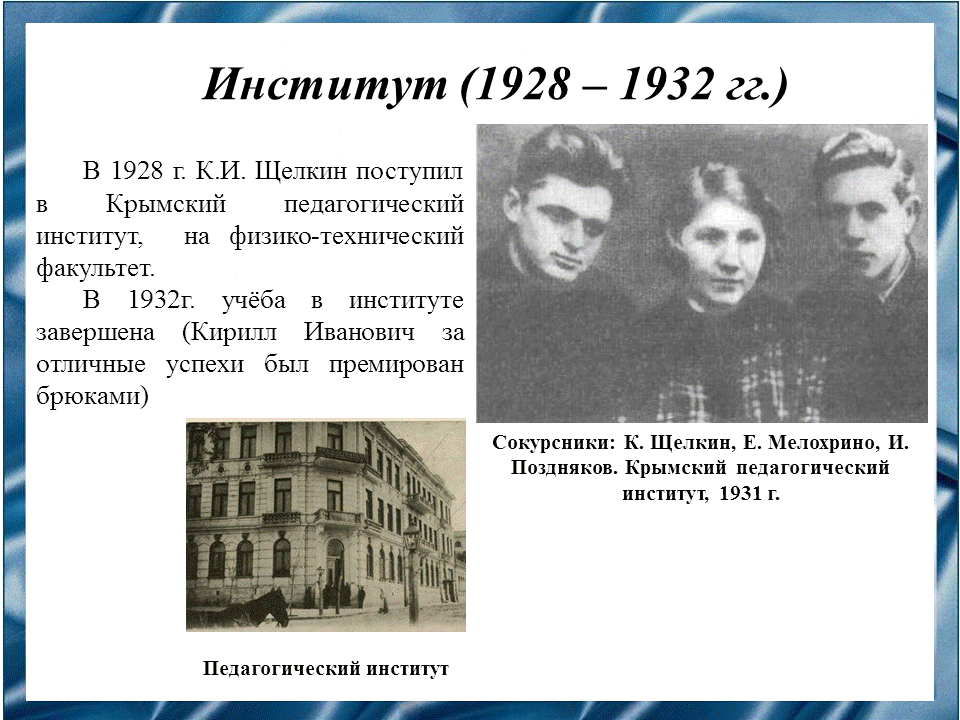 Институт (1928 – 1932 гг.)
В 1928 г. К.И. Щелкин поступил
в Крымский педагогический
институт, на физико-технический
факультет.
В 1932г. учёба в институте
завершена (Кирилл Иванович за
отличные успехи был премирован
брюками)
Сокурсники: К. Щелкин, Е. Мелохрино, И.
Поздняков. Крымский педагогический
институт, 1931 г.
Педагогический институт